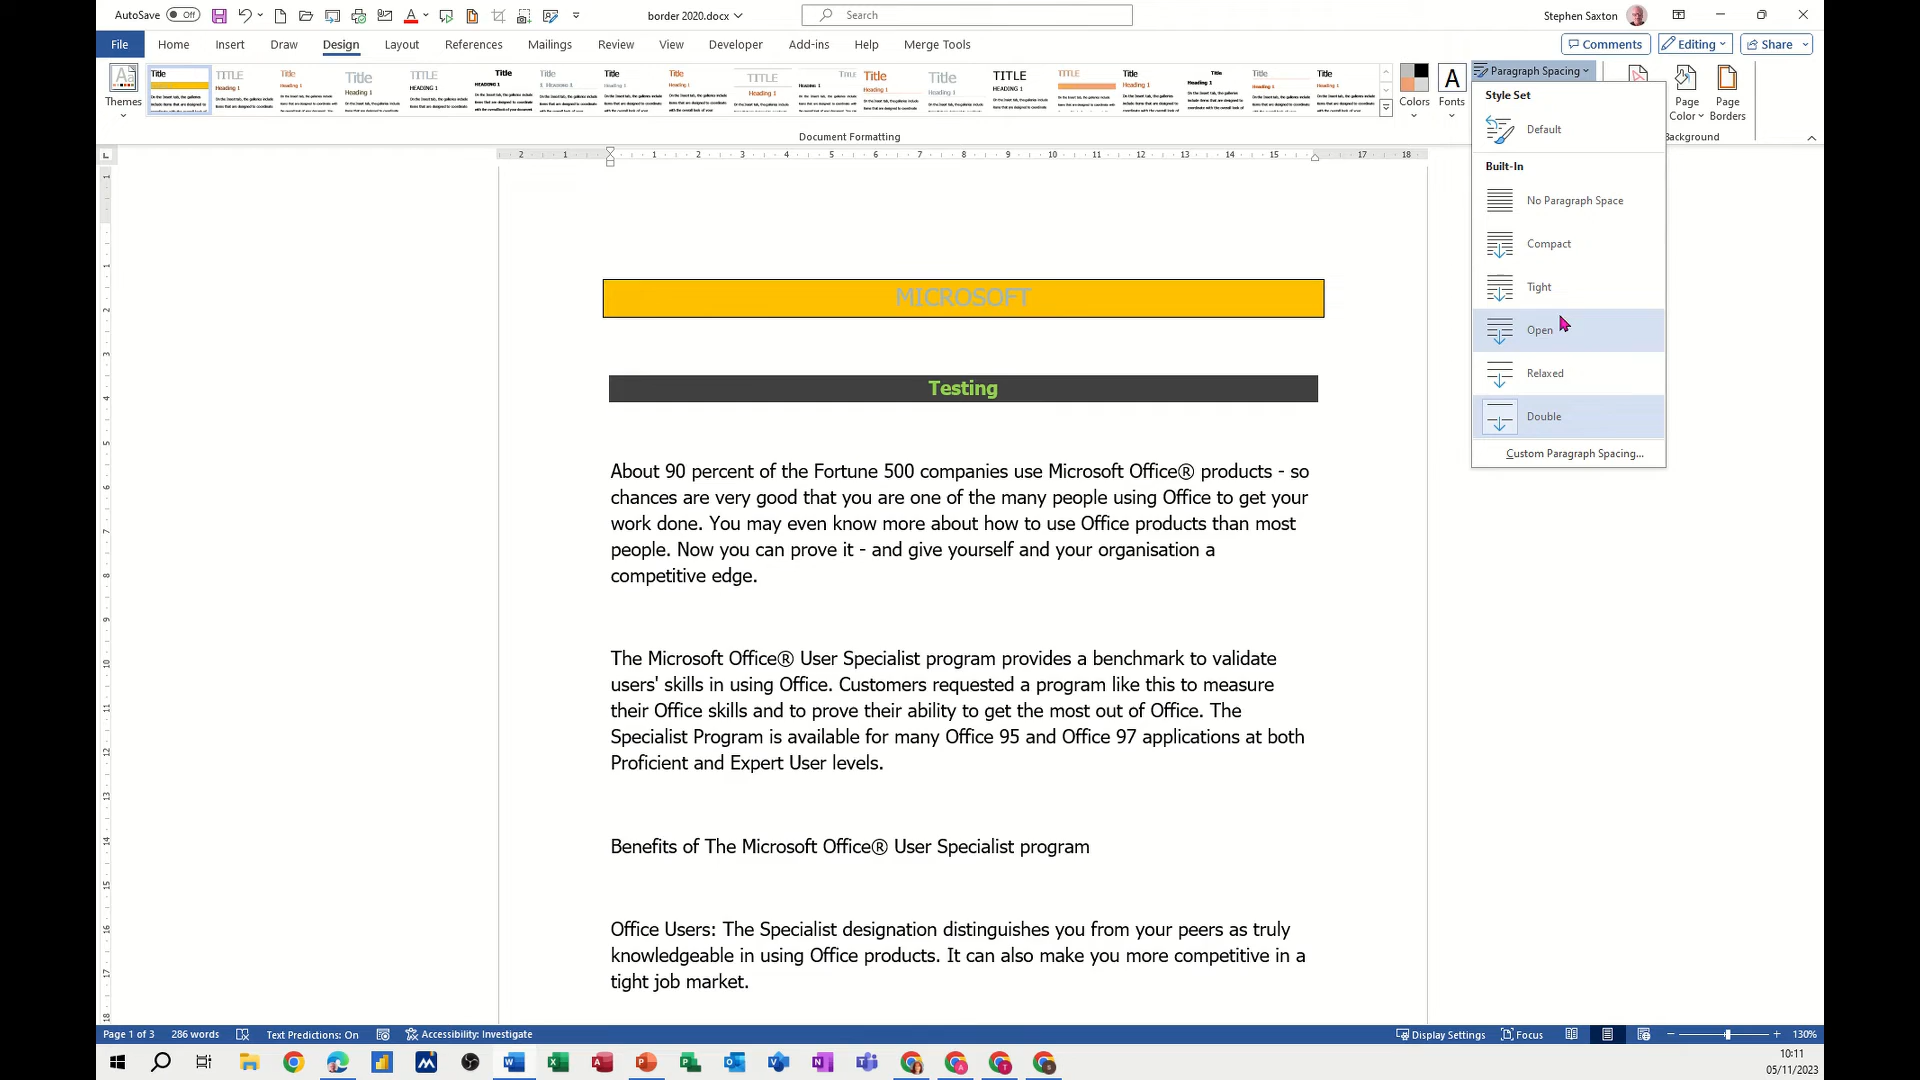 AutoSave Off border 2020.docx Search Stephen Saxton
File Home Insert Draw Design Layout References Mailings Review View Developer Add-ins Help Merge Tools Comments Editing Share
Themes Colors Fonts Paragraph Spacing Page Color Page Borders
Document Formatting Background
Style Set
Default
Built-In
No Paragraph Space
Compact
Tight
Open
Relaxed
Double
Custom Paragraph Spacing...
MICROSOFT
Testing
About 90 percent of the Fortune 500 companies use Microsoft Office® products - so
chances are very good that you are one of the many people using Office to get your
work done. You may even know more about how to use Office products than most
people. Now you can prove it - and give yourself and your organisation a
competitive edge.
The Microsoft Office® User Specialist program provides a benchmark to validate
users' skills in using Office. Customers requested a program like this to measure
their Office skills and to prove their ability to get the most out of Office. The
Specialist Program is available for many Office 95 and Office 97 applications at both
Proficient and Expert User levels.
Benefits of The Microsoft Office® User Specialist program
Office Users: The Specialist designation distinguishes you from your peers as truly
knowledgeable in using Office products. It can also make you more competitive in a
tight job market.
Page 1 of 3 286 words Text Predictions: On Accessibility: Investigate Display Settings Focus 130%
10:11
05/11/2023